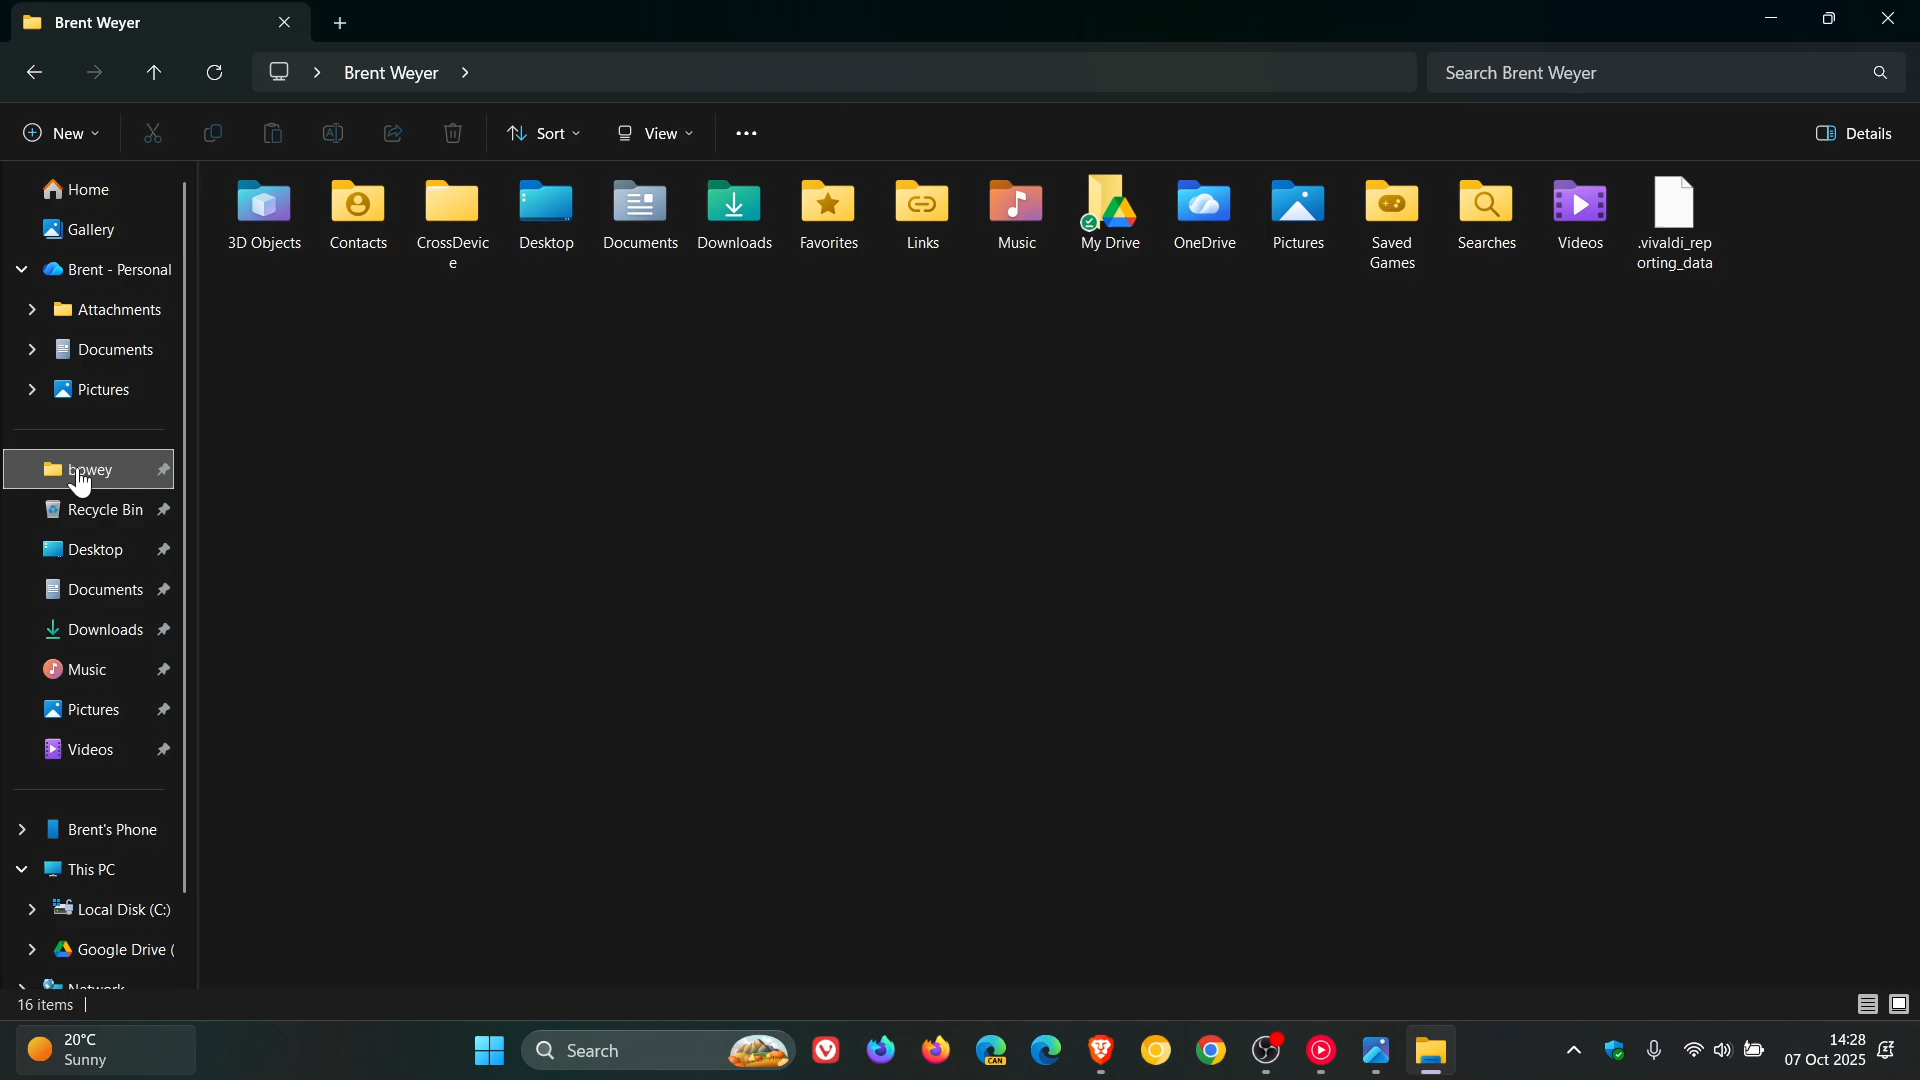 Brent Weyer
Brent Weyer
Search Brent Weyer
New
Sort
View
Details
Home
Gallery
Brent - Personal
Attachments
Documents
Pictures
bowey
Recycle Bin
Desktop
Documents
Downloads
Music
Pictures
Videos
Brent's Phone
This PC
Local Disk (C:)
Google Drive (
Network
3D Objects
Contacts
CrossDevic
e
Desktop
Documents
Downloads
Favorites
Links
Music
My Drive
OneDrive
Pictures
Saved
Games
Searches
Videos
.vivaldi_rep
orting_data
16 items
20°C
Sunny
Search
CAN
14:28
07 Oct 2025